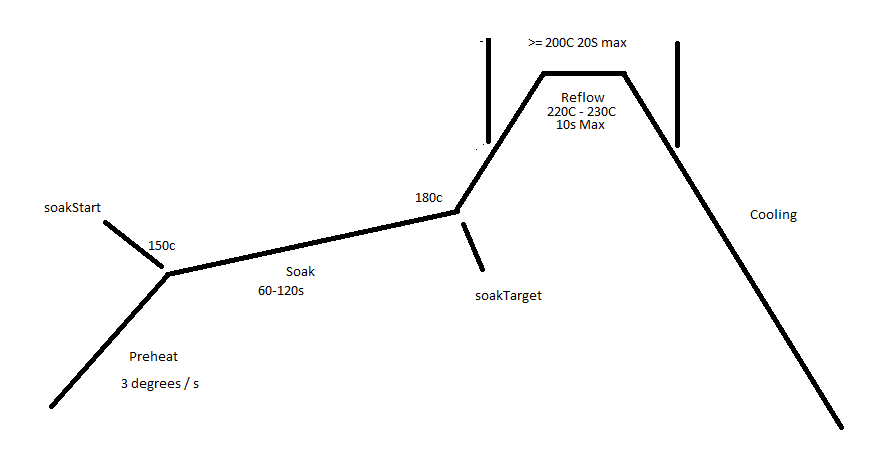 >= 200C 20S max
Reflow
220C - 230C
10s Max
180c
soakStart
Cooling
150c
Soak
60-120s
soakTarget
Preheat
3 degrees / s